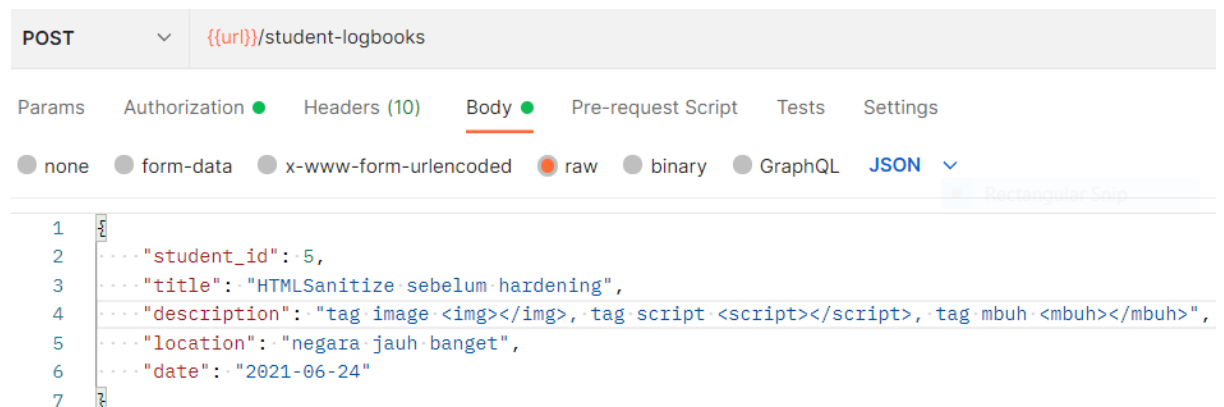 POST {{url}}/student-logbooks
Params Authorization Headers (10) Body Pre-request Script Tests Settings
none form-data x-www-form-urlencoded raw binary GraphQL JSON
Rectangular Snip
1 {
2 "student_id": 5,
3 "title": "HTMLSanitize sebelum hardening",
4 "description": "tag image <img></img>, tag script <script></script>, tag mbuh <mbuh></mbuh>",
5 "location": "negara jauh banget",
6 "date": "2021-06-24"
7 }